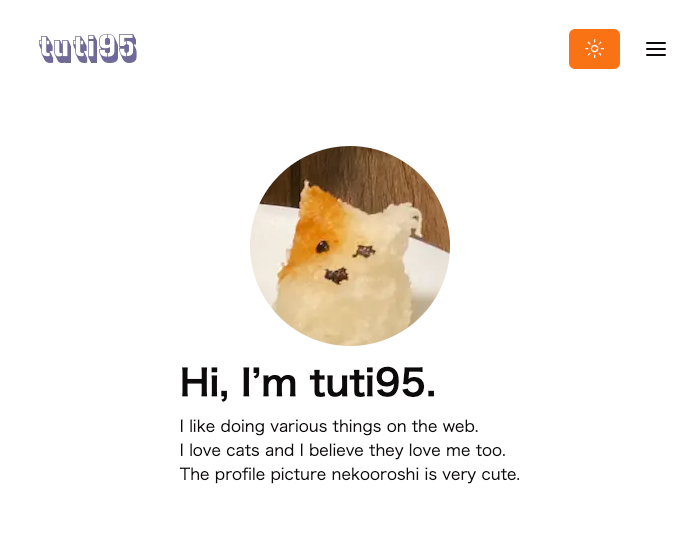 tuti95
Hi, I’m tuti95.
I like doing various things on the web.
I love cats and I believe they love me too.
The profile picture nekooroshi is very cute.